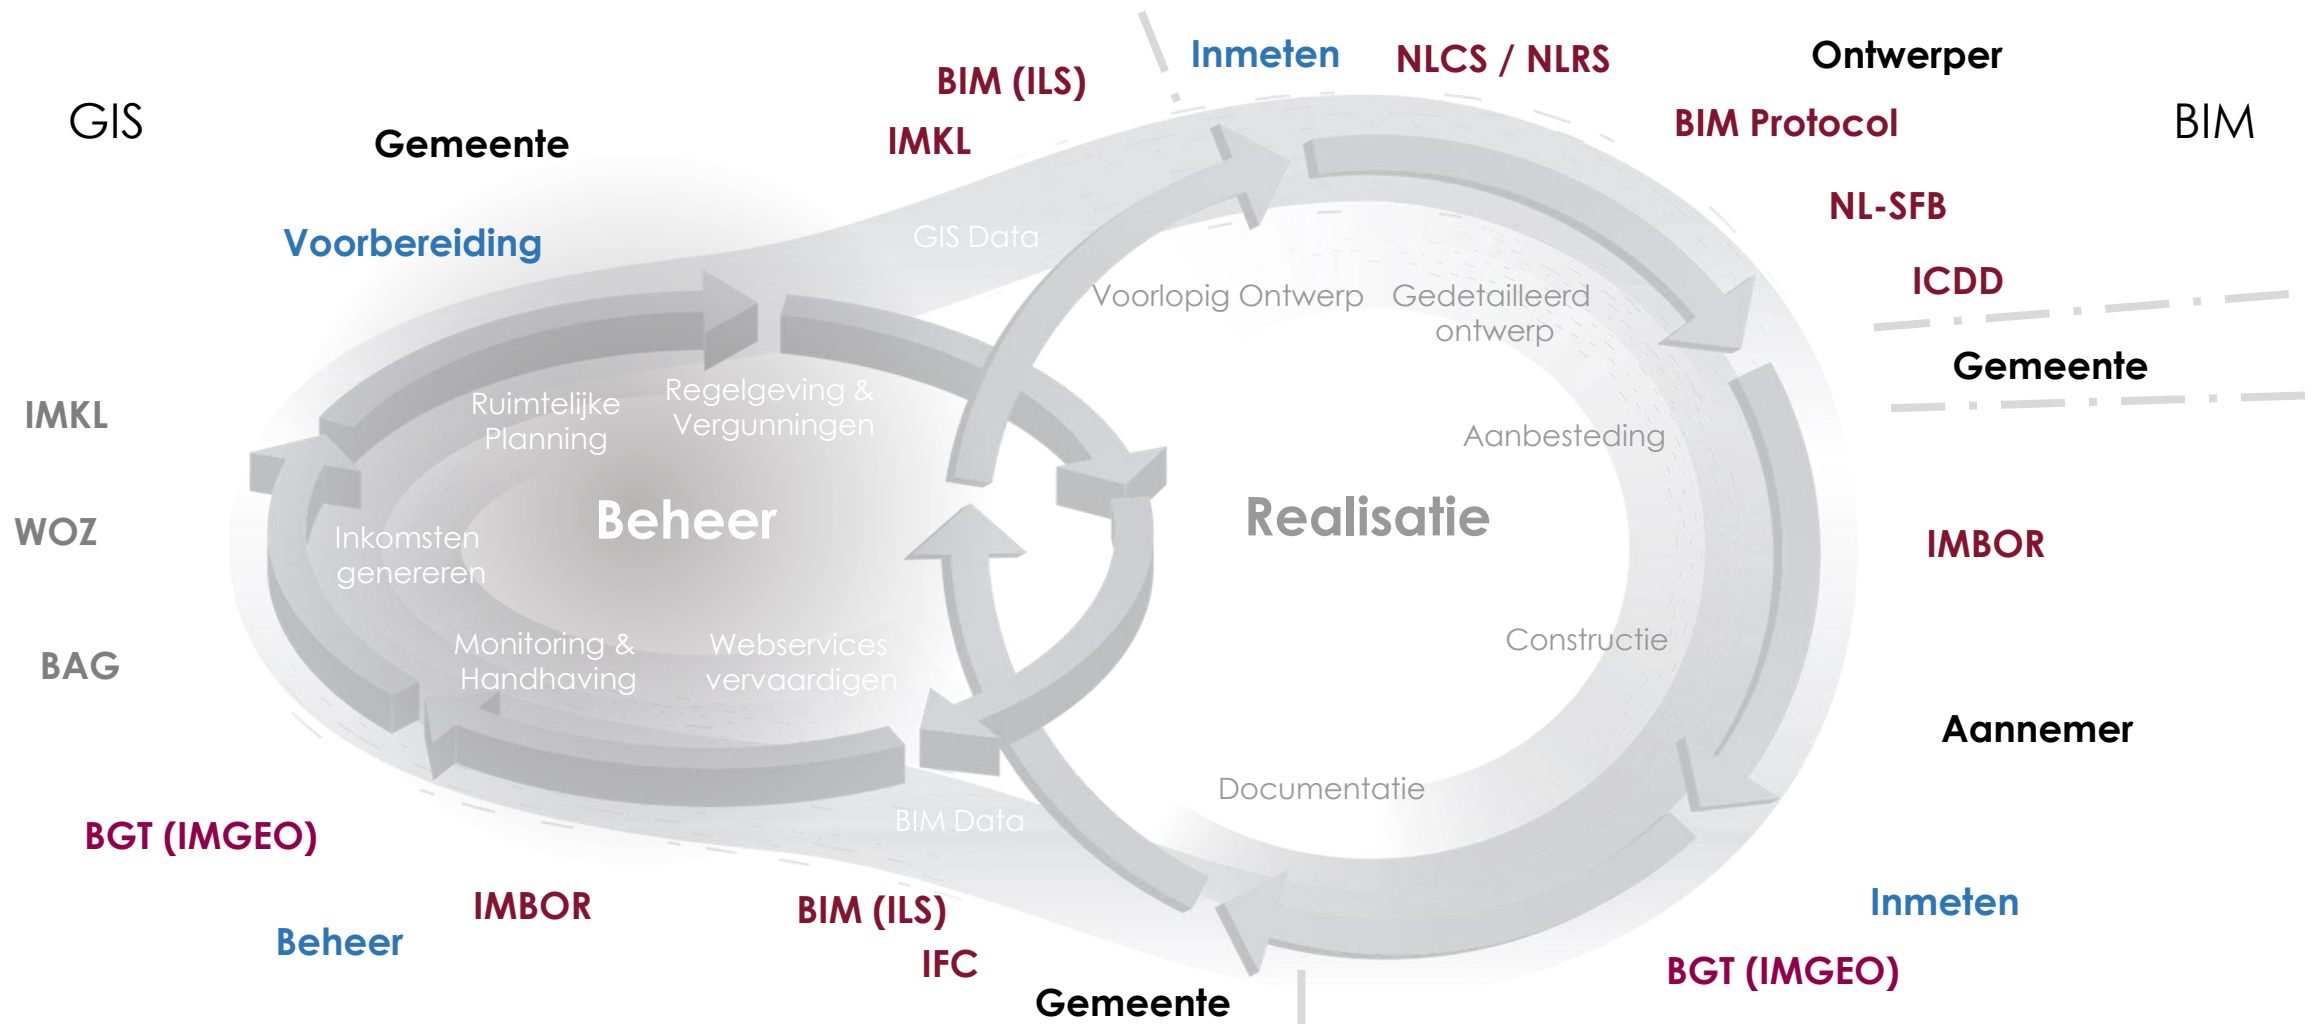 Inmeten
NLCS / NLRS
Ontwerper
BIM (ILS)
GIS
Gemeente
IMKL
BIM Protocol
BIM
NL-SFB
Voorbereiding
GIS Data
ICDD
Voorlopig Ontwerp
Gedetailleerd
ontwerp
Gemeente
IMKL
Ruimtelijke
Planning
Regelgeving &
Vergunningen
Aanbesteding
WOZ
Inkomsten
genereren
Beheer
Realisatie
IMBOR
BAG
Monitoring &
Handhaving
Webservices
vervaardigen
Constructie
Aannemer
Documentatie
BGT (IMGEO)
BIM Data
IMBOR
BIM (ILS)
Inmeten
Beheer
IFC
BGT (IMGEO)
Gemeente